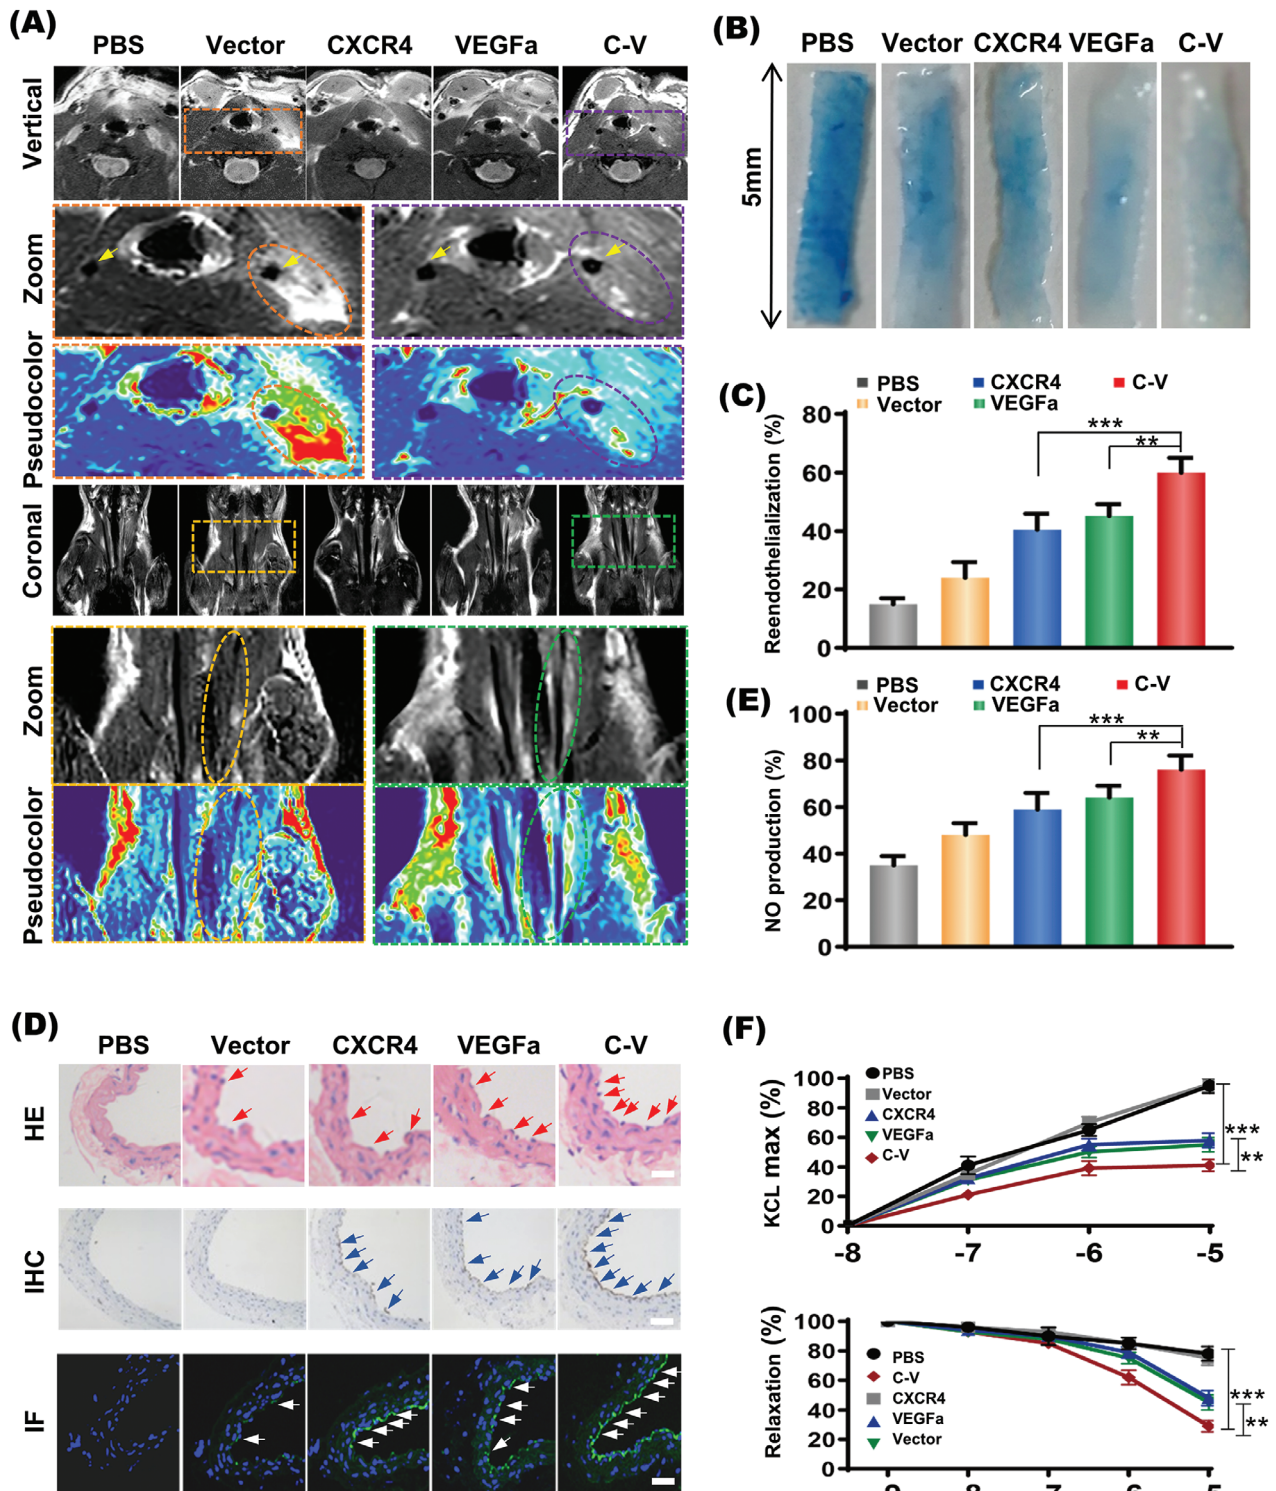 (A)
PBS Vector CXCR4 VEGFa C-V
Vertical
Zoom
Pseudocolor
Coronal
Zoom
Pseudocolor
(B)
PBS Vector CXCR4 VEGFa C-V
5mm
(C)
PBS CXCR4 C-V
Vector VEGFa
Reendothelialization (%)
80
60
40
20
0
***
**
(E)
PBS CXCR4 C-V
Vector VEGFa
NO production (%)
100
80
60
40
20
0
***
**
(D)
PBS Vector CXCR4 VEGFa C-V
HE
IHC
IF
(F)
PBS
Vector
CXCR4
VEGFa
C-V
KCL max (%)
100
80
60
40
20
0
-8 -7 -6 -5
***
**
Relaxation (%)
100
80
60
40
20
0
PBS
C-V
CXCR4
VEGFa
Vector
***
**